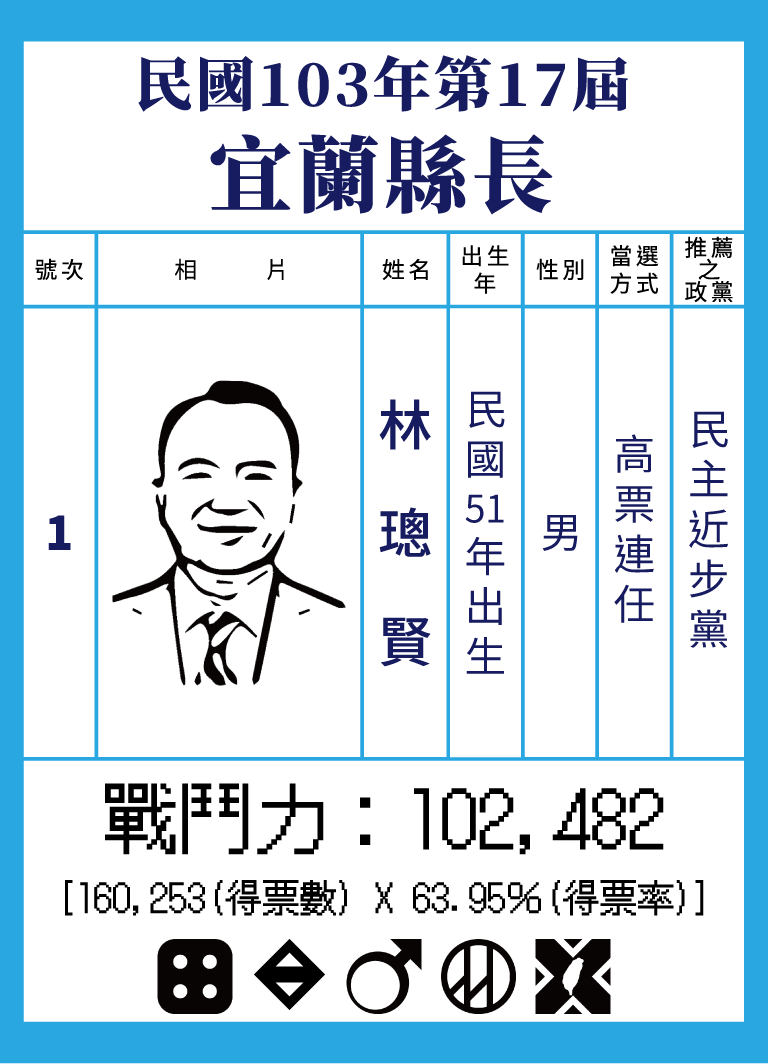 民國103年第17屆
宜蘭縣長
號次
相 片
姓名
出生年
性別
當選方式
推薦之政黨
1
林璁賢
民國51年出生
男
高票連任
民主近步黨
戰鬥力：102,482
[160,253(得票數) X 63.95%(得票率)]